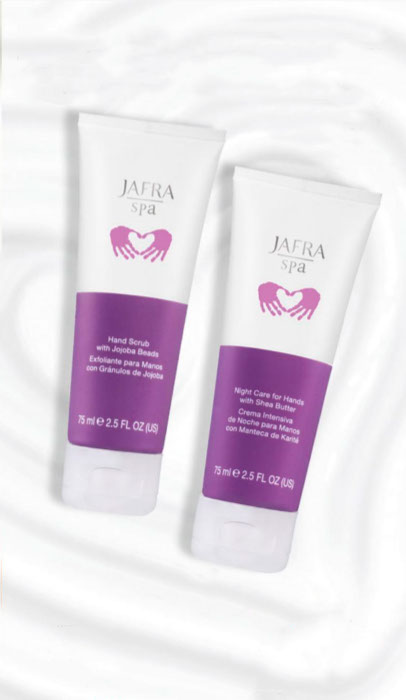 JAFRA
spa
Hand Scrub
with Jojoba Beads
Exfoliante para Manos
con Gránulos de Jojoba
75 ml ℮ 2.5 FL OZ (US)
JAFRA
spa
Night Care for Hands
with Shea Butter
Crema Intensiva
de Noche para Manos
con Manteca de Karité
75 ml ℮ 2.5 FL OZ (US)